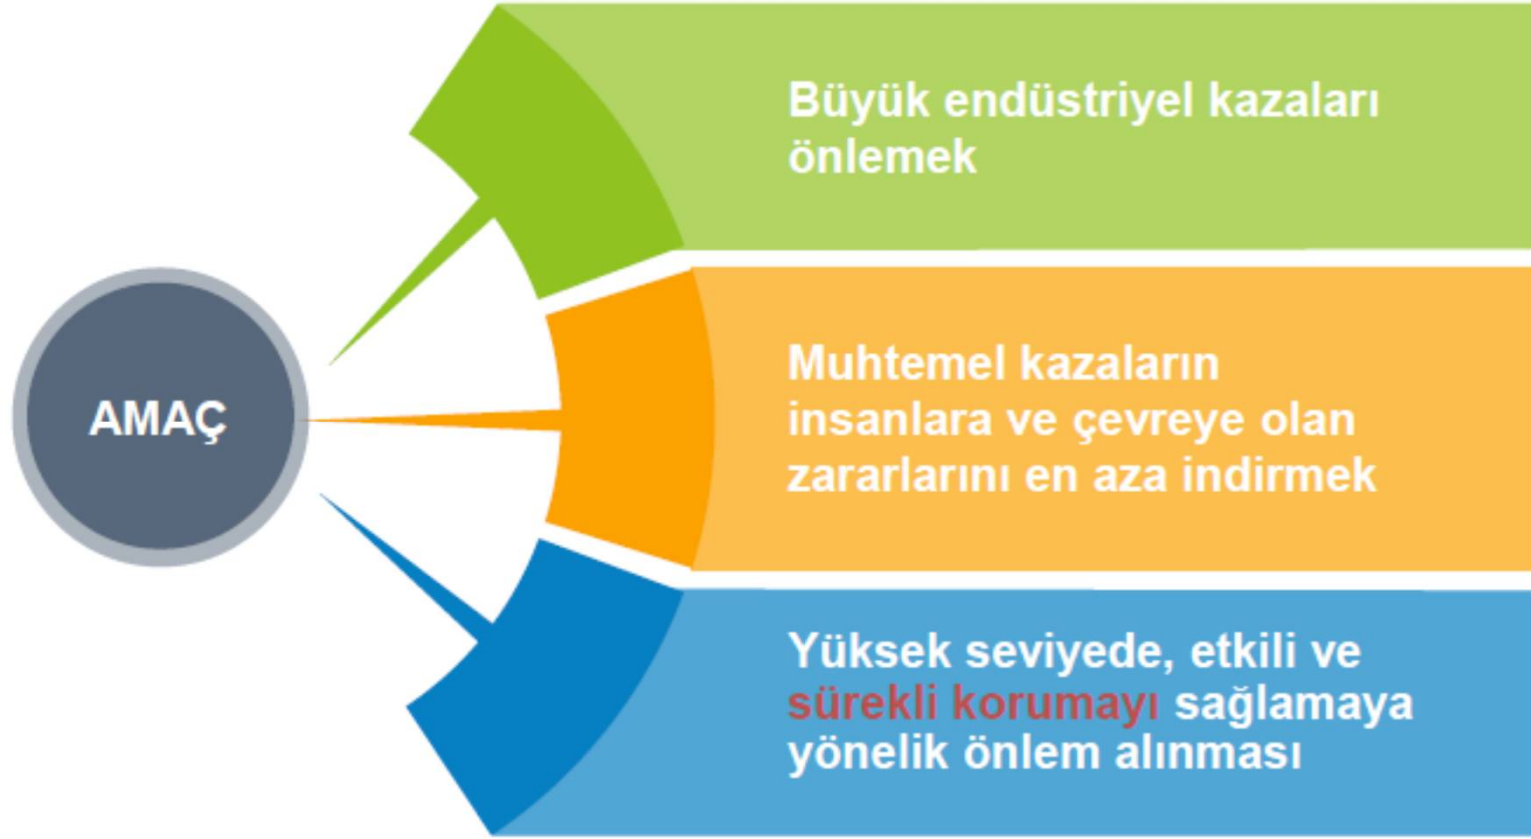 AMAÇ
Büyük endüstriyel kazaları
önlemek
Muhtemel kazaların
insanlara ve çevreye olan
zararlarını en aza indirmek
Yüksek seviyede, etkili ve
sürekli korumayı sağlamaya
yönelik önlem alınması